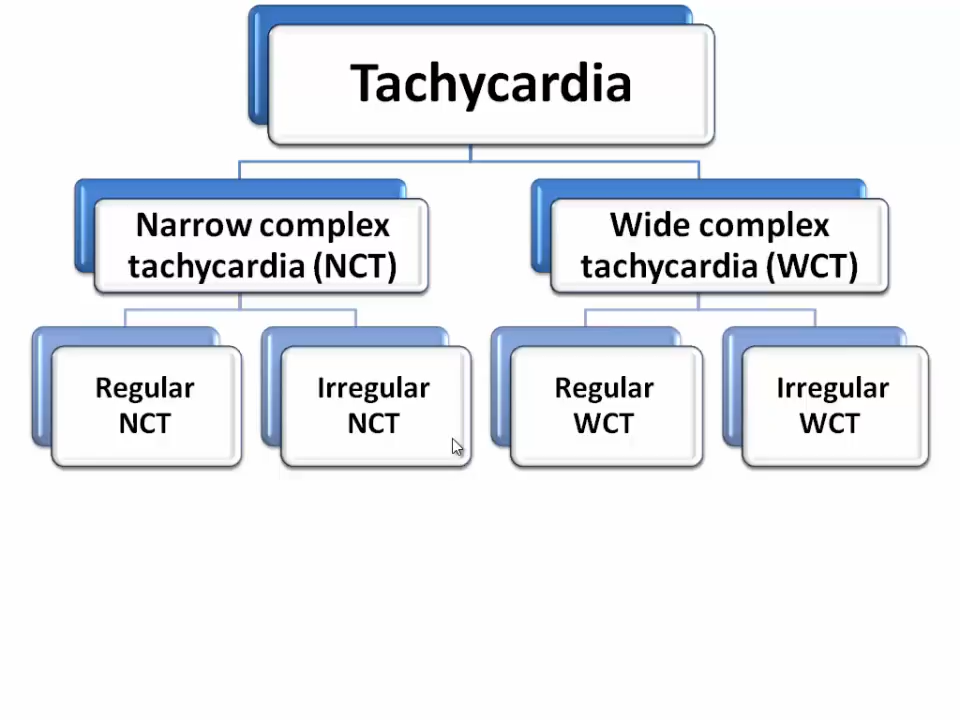 Tachycardia
Narrow complex
tachycardia (NCT)
Wide complex
tachycardia (WCT)
Regular
NCT
Irregular
NCT
Regular
WCT
Irregular
WCT